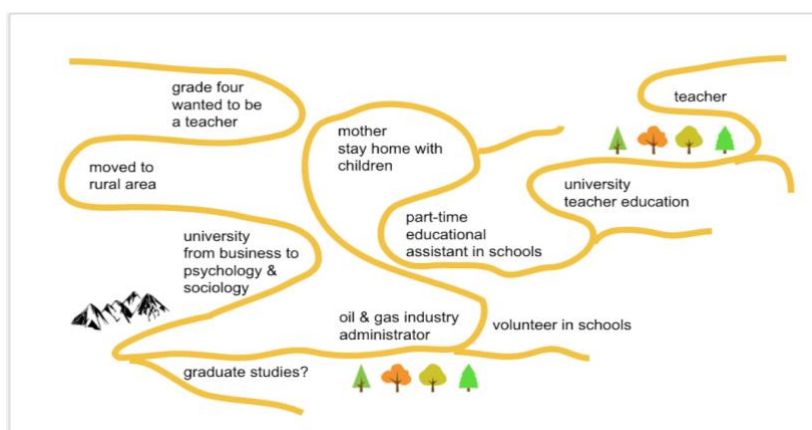 grade four
wanted to be
a teacher
moved to
rural area
university
from business to
psychology &
sociology
graduate studies?
oil & gas industry
administrator
volunteer in schools
mother
stay home with
children
part-time
educational
assistant in schools
university
teacher education
teacher